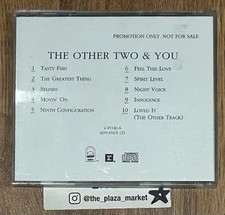 PROMOTION ONLY. NOT FOR SALE.
THE OTHER TWO & YOU
1 TASTY FISH
2 THE GREATEST THING
3 SELFISH
4 MOVIN' ON
5 NINTH CONFIGURATION
6 FEEL THIS LOVE
7 SPIRIT LEVEL
8 NIGHT VOICE
9 INNOCENCE
10 LOVED IT
(THE OTHER TRACK)
ADVANCE CD
@the_plaza_market